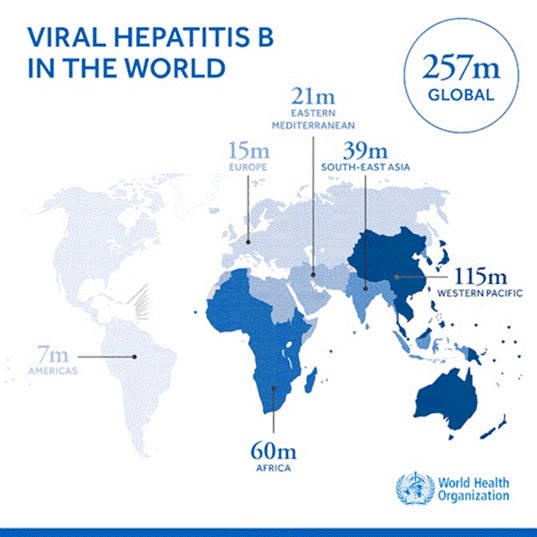 VIRAL HEPATITIS B
IN THE WORLD
257m
GLOBAL
21m
EASTERN
MEDITERRANEAN
15m
EUROPE
39m
SOUTH-EAST ASIA
115m
WESTERN PACIFIC
7m
AMERICAS
60m
AFRICA
World Health
Organization